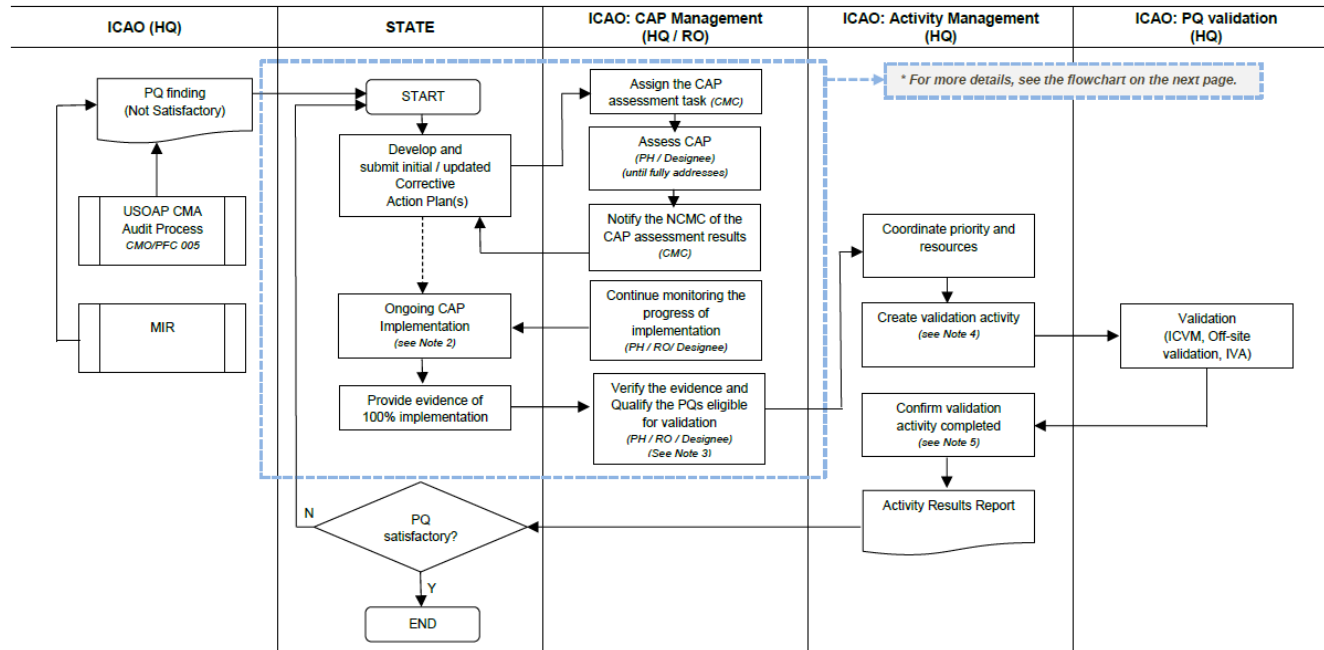 ICAO (HQ)
STATE
ICAO: CAP Management
(HQ / RO)
ICAO: Activity Management
(HQ)
ICAO: PQ validation
(HQ)
PQ finding
(Not Satisfactory)
USOAP CMA
Audit Process
CMO/PFC 005
MIR
START
Develop and
submit initial / updated
Corrective
Action Plan(s)
Ongoing CAP
Implementation
(see Note 2)
Provide evidence of
100% implementation
N
PQ
satisfactory?
Y
END
Assign the CAP
assessment task (CMC)
Assess CAP
(PH / Designee)
(until fully addresses)
Notify the NCMC of the
CAP assessment results
(CMC)
Continue monitoring the
progress of
implementation
(PH / RO/ Designee)
Verify the evidence and
Qualify the PQs eligible
for validation
(PH / RO / Designee)
(See Note 3)
* For more details, see the flowchart on the next page.
Coordinate priority and
resources
Create validation activity
(see Note 4)
Confirm validation
activity completed
(see Note 5)
Activity Results Report
Validation
(ICVM, Off-site
validation, IVA)